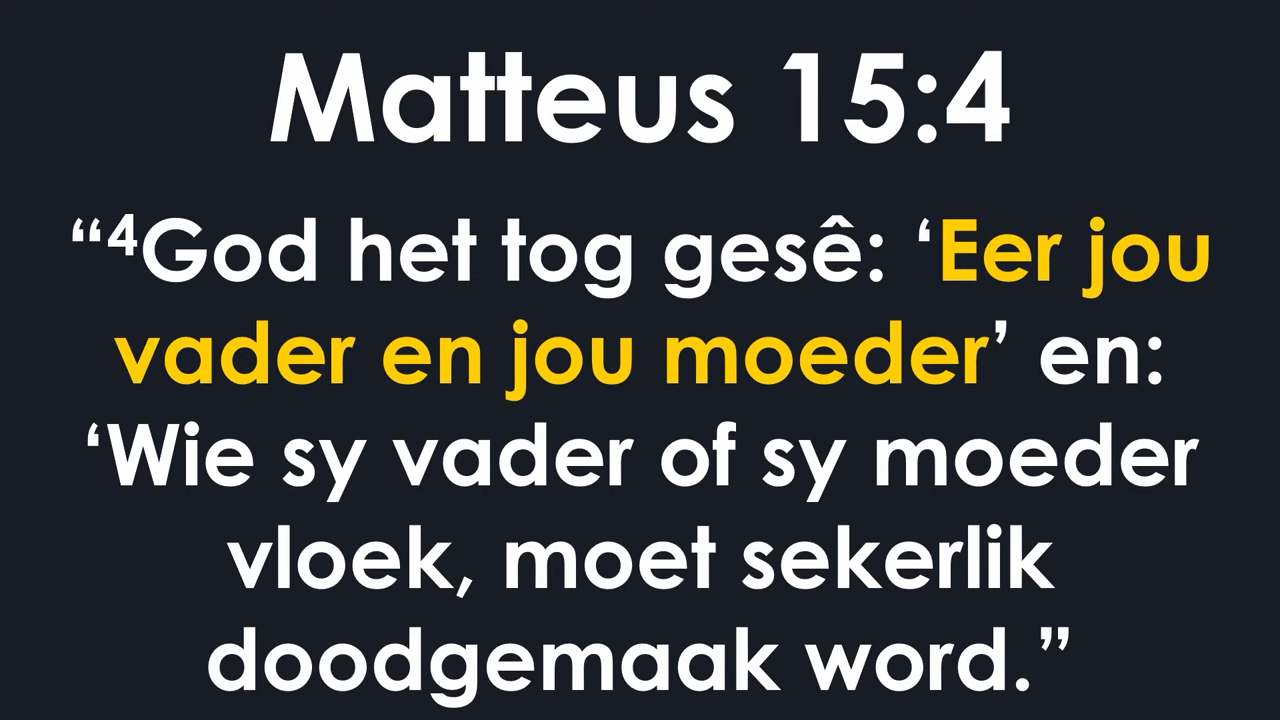 Matteus 15:4
“⁴God het tog gesê: ‘Eer jou
vader en jou moeder’ en:
‘Wie sy vader of sy moeder
vloek, moet sekerlik
doodgemaak word.”